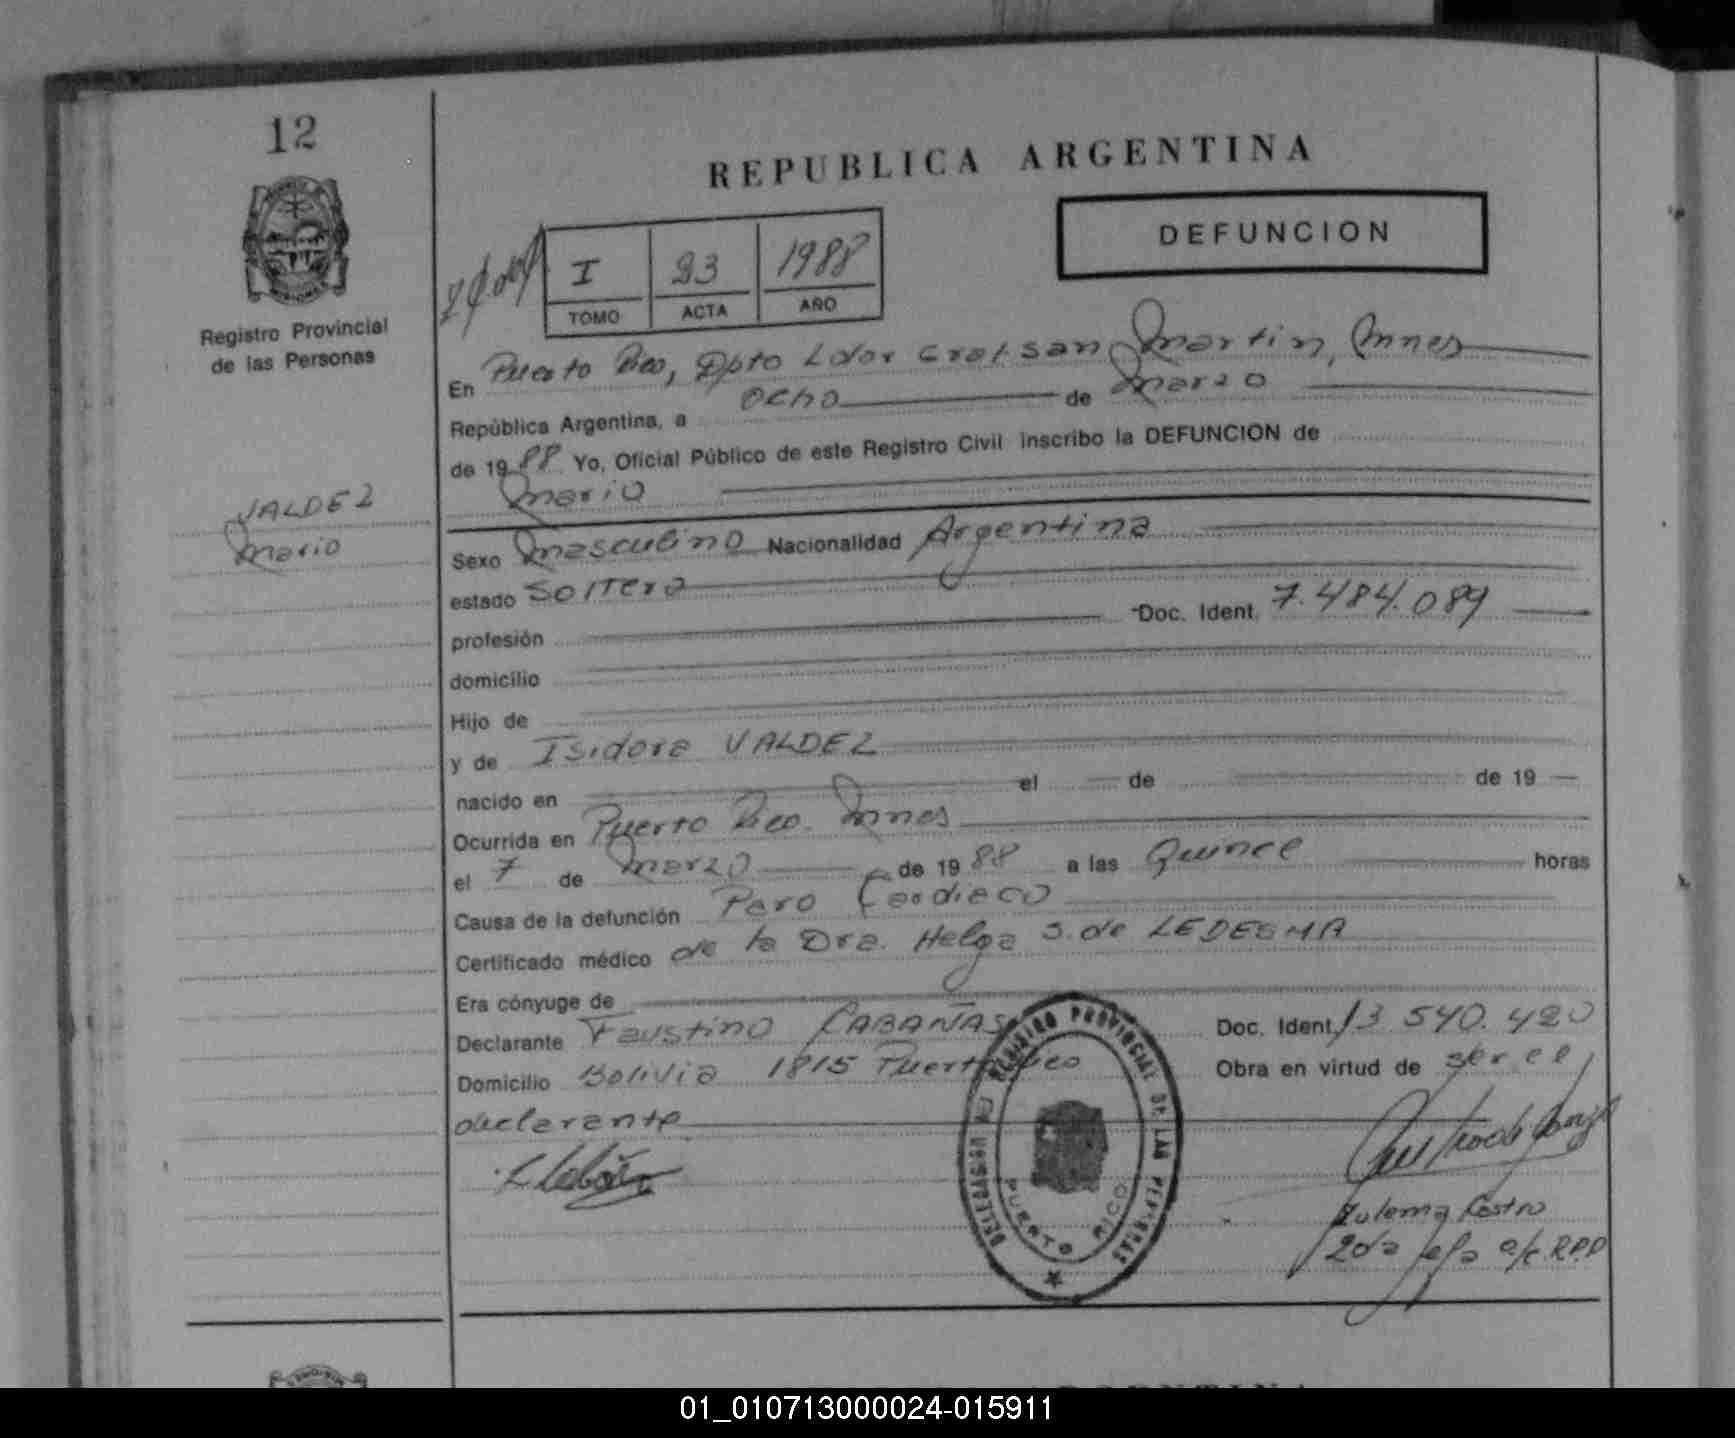 12
REPUBLICA ARGENTINA
DEFUNCION
I 23 1988
TOMO ACTA AÑO
Registro Provincial
de las Personas
En Puerto Rico, Dpto Ldor Gral. San Martin, Mnes
República Argentina, a ocho de Marzo
de 1988 Yo, Oficial Público de este Registro Civil inscribo la DEFUNCION de
Mario
VALDEZ
Mario
Sexo Masculino Nacionalidad Argentina
estado Soltero
profesión Doc. Ident. 7.484.089
domicilio
Hijo de
y de Isidora VALDEZ
nacido en el de de 19
Ocurrida en Puerto Rico. Mnes
el 7 de Marzo de 1988 a las Quince horas
Causa de la defunción Paro Cardiaco
Certificado médico de la Dra. Helga S. de LEDESMA
Era cónyuge de
Declarante Faustino CABAÑAS Doc. Ident. 13 540.420
Domicilio Bolivia 1815 Puerto Rico Obra en virtud de ser el
declarante
Zulema Castro
2da Jefa a/c R.P.P
DELEGACION REGISTRO PROVINCIAL DE LAS PERSONAS
PUERTO RICO
01_010713000024-015911